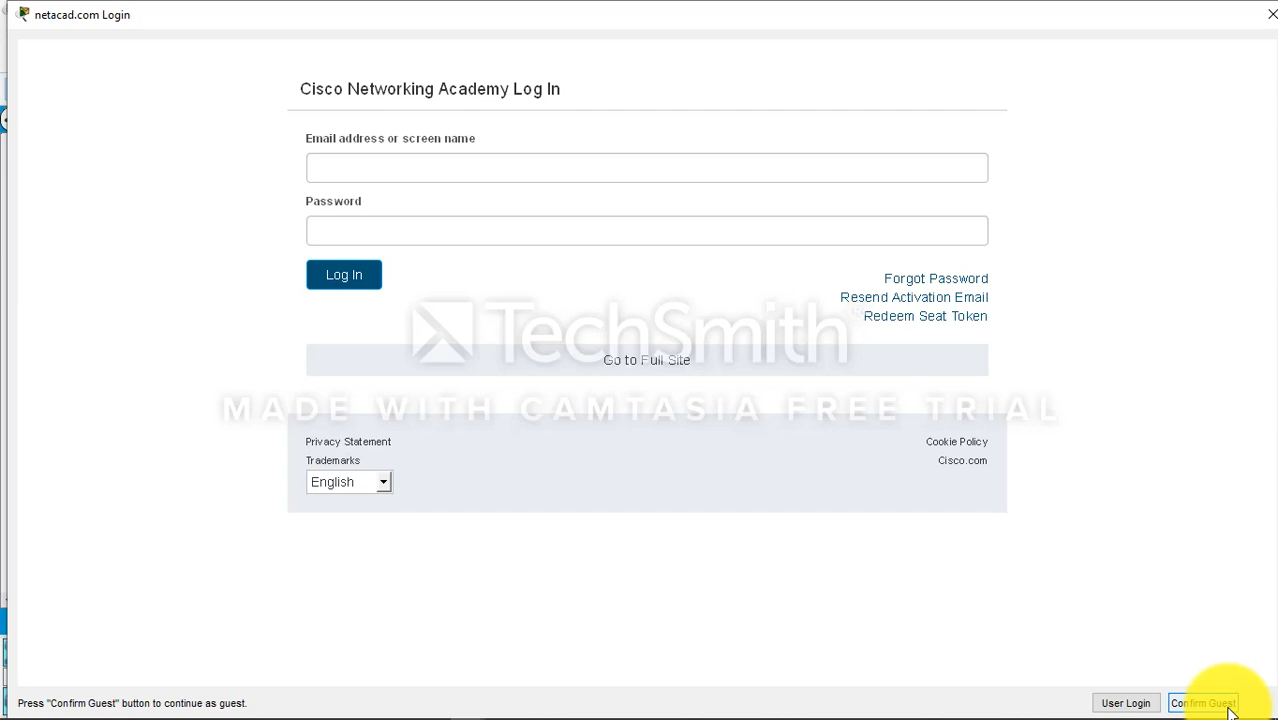 netacad.com Login
Cisco Networking Academy Log In
Email address or screen name
Password
Log In
Forgot Password
Resend Activation Email
Redeem Seat Token
TechSmith
Go to Full Site
MADE WITH CAMTASIA FREE TRIAL
Privacy Statement
Cookie Policy
Trademarks
Cisco.com
English
Press "Confirm Guest" button to continue as guest.
User Login
Confirm Guest